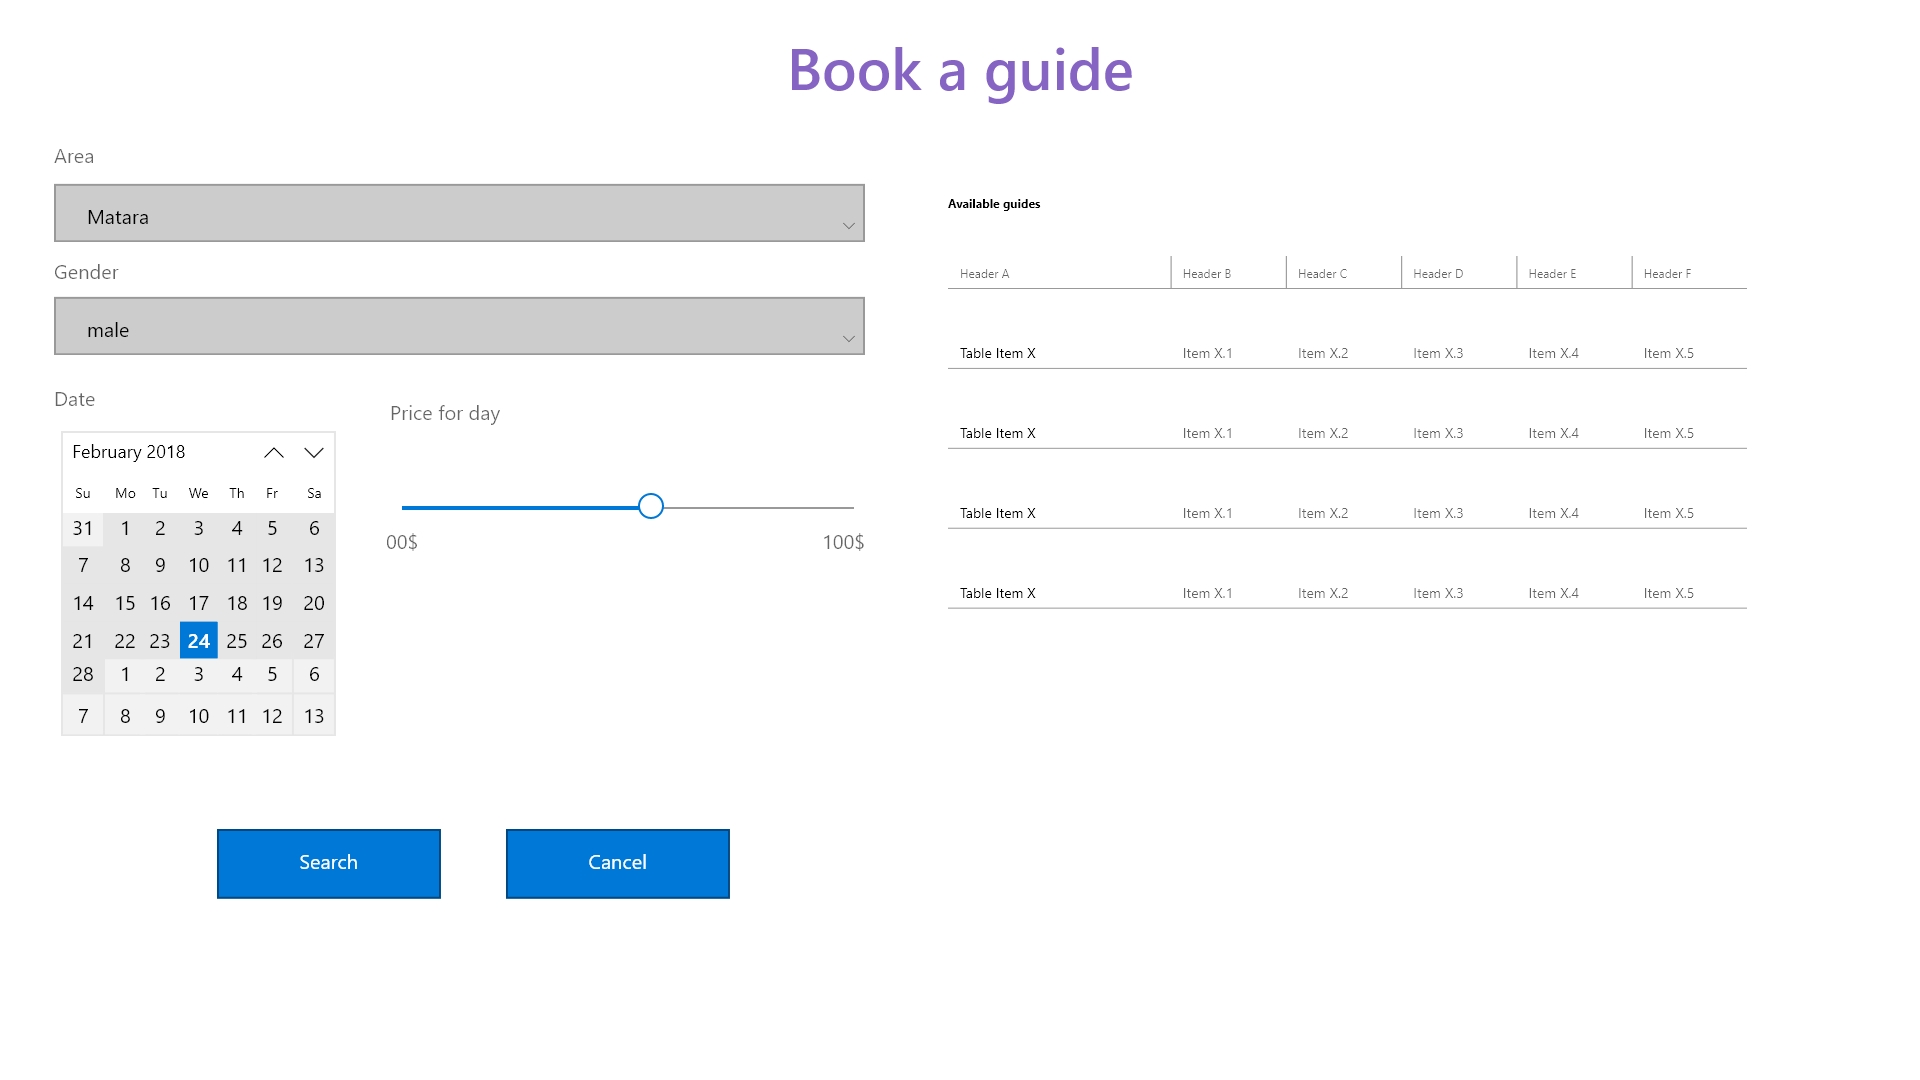 Book a guide
Area
Matara
Gender
male
Date
February 2018
Su Mo Tu We Th Fr Sa
31 1 2 3 4 5 6
7 8 9 10 11 12 13
14 15 16 17 18 19 20
21 22 23 24 25 26 27
28 1 2 3 4 5 6
7 8 9 10 11 12 13
Price for day
00$ 100$
Search Cancel
Available guides
Header A Header B Header C Header D Header E Header F
Table Item X Item X.1 Item X.2 Item X.3 Item X.4 Item X.5
Table Item X Item X.1 Item X.2 Item X.3 Item X.4 Item X.5
Table Item X Item X.1 Item X.2 Item X.3 Item X.4 Item X.5
Table Item X Item X.1 Item X.2 Item X.3 Item X.4 Item X.5